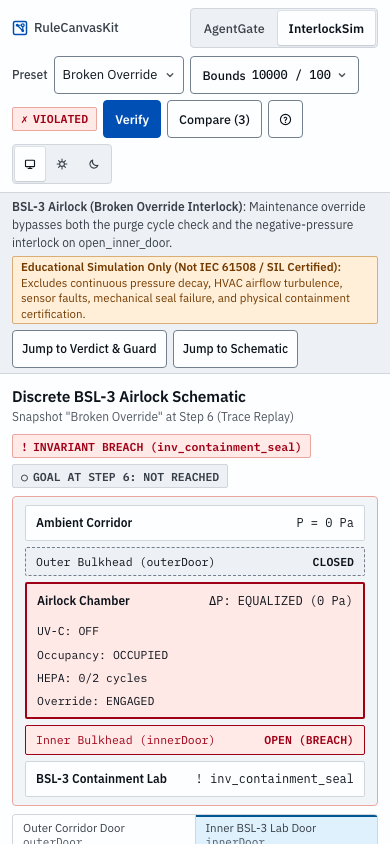 RuleCanvasKit
AgentGate
InterlockSim
Preset
Broken Override
Bounds 10000 / 100
✗ VIOLATED
Verify
Compare (3)
BSL-3 Airlock (Broken Override Interlock): Maintenance override
bypasses both the purge cycle check and the negative-pressure
interlock on open_inner_door.
Educational Simulation Only (Not IEC 61508 / SIL Certified):
Excludes continuous pressure decay, HVAC airflow turbulence,
sensor faults, mechanical seal failure, and physical containment
certification.
Jump to Verdict & Guard
Jump to Schematic
Discrete BSL-3 Airlock Schematic
Snapshot "Broken Override" at Step 6 (Trace Replay)
! INVARIANT BREACH (inv_containment_seal)
○ GOAL AT STEP 6: NOT REACHED
Ambient Corridor P = 0 Pa
Outer Bulkhead (outerDoor) CLOSED
Airlock Chamber ΔP: EQUALIZED (0 Pa)
UV-C: OFF
Occupancy: OCCUPIED
HEPA: 0/2 cycles
Override: ENGAGED
Inner Bulkhead (innerDoor) OPEN (BREACH)
BSL-3 Containment Lab ! inv_containment_seal
Outer Corridor Door
outerDoor
Inner BSL-3 Lab Door
innerDoor